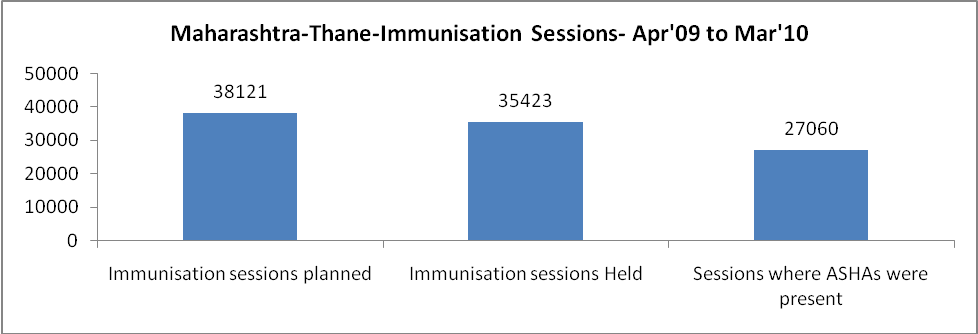 Maharashtra-Thane-Immunisation Sessions- Apr'09 to Mar'10
50000
40000
30000
20000
10000
0
38121
35423
27060
Immunisation sessions planned
Immunisation sessions Held
Sessions where ASHAs were
present